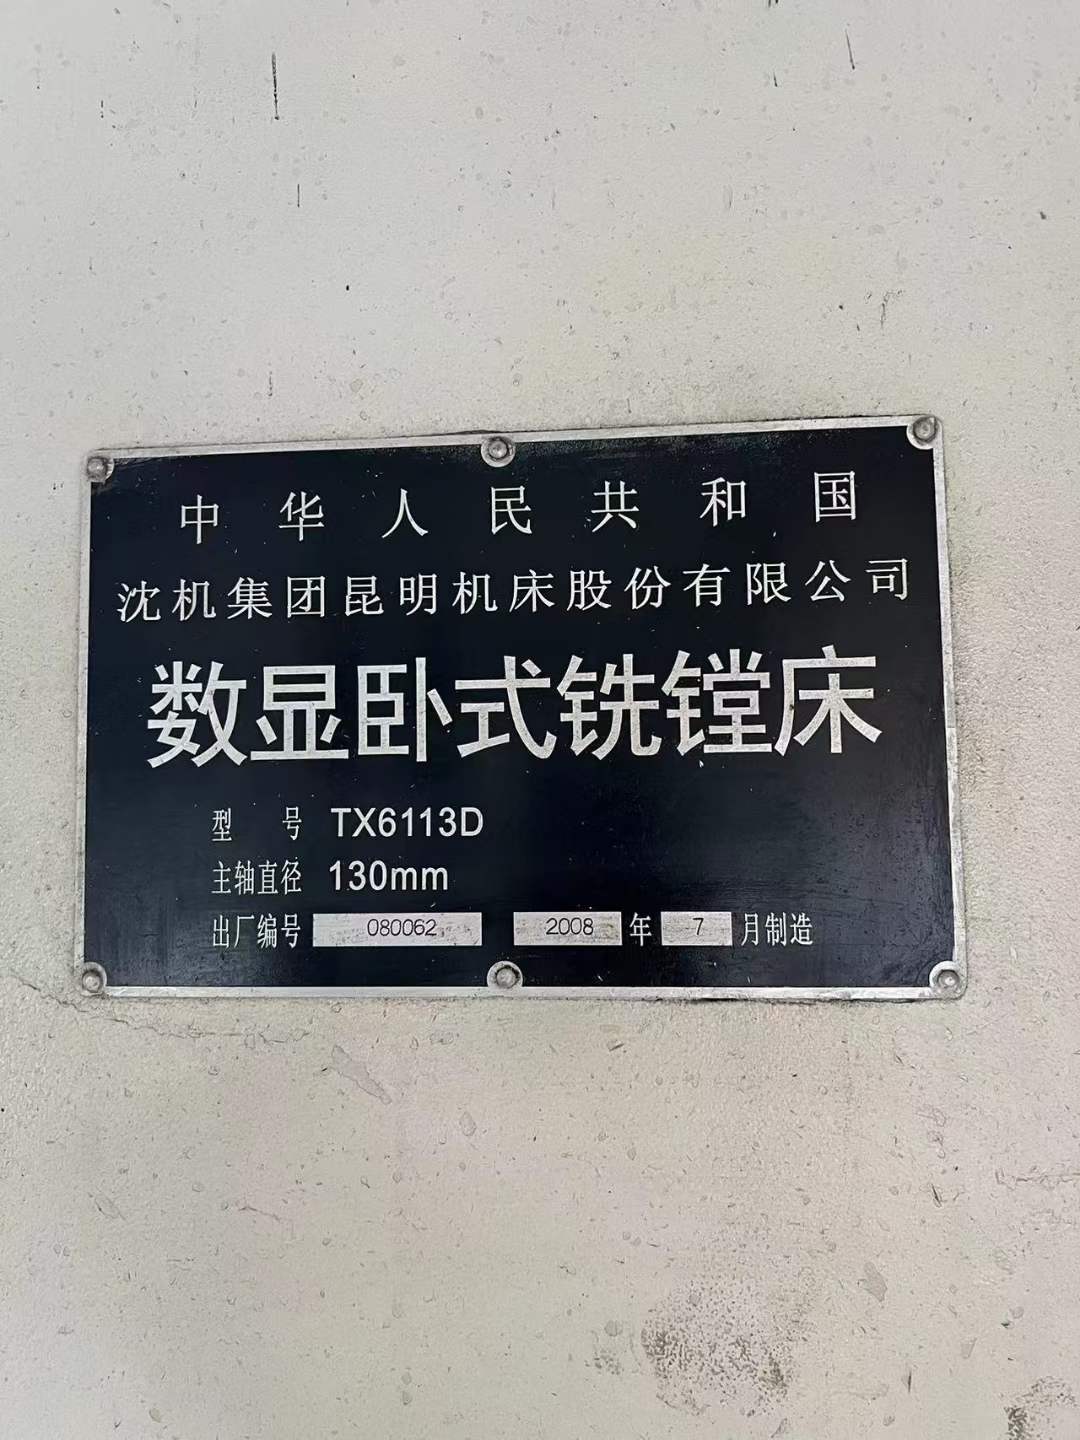 中华人民共和国
沈机集团昆明机床股份有限公司
数显卧式铣镗床
型 号 TX6113D
主轴直径 130mm
出厂编号 080062 2008 年 7 月制造